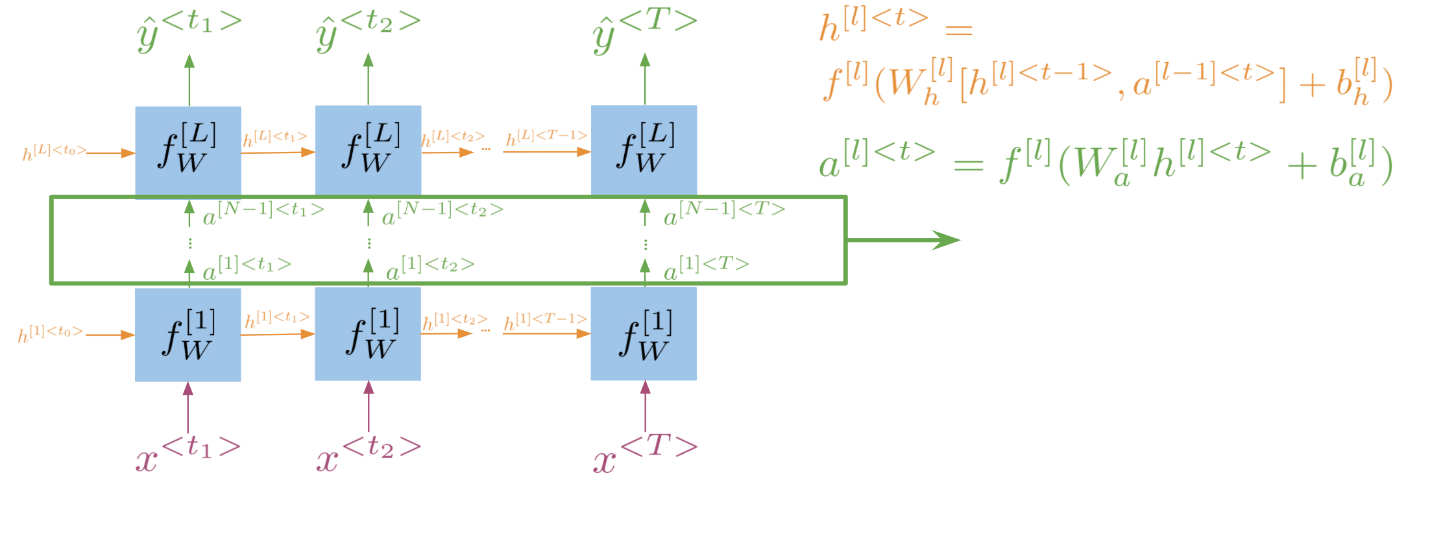 ŷ^{<t_1>} ŷ^{<t_2>} ŷ^{<T>}
h^{[L]<t_0>} f_W^{[L]} h^{[L]<t_1>} f_W^{[L]} h^{[L]<t_2>} ... h^{[L]<T-1>} f_W^{[L]}
a^{[N-1]<t_1>} a^{[N-1]<t_2>} a^{[N-1]<T>}
... ... ...
a^{[1]<t_1>} a^{[1]<t_2>} a^{[1]<T>}
h^{[1]<t_0>} f_W^{[1]} h^{[1]<t_1>} f_W^{[1]} h^{[1]<t_2>} ... h^{[1]<T-1>} f_W^{[1]}
x^{<t_1>} x^{<t_2>} x^{<T>}
h^{[l]<t>} =
f^{[l]}(W_h^{[l]}[h^{[l]<t-1>}, a^{[l-1]<t>}] + b_h^{[l]})
a^{[l]<t>} = f^{[l]}(W_a^{[l]}h^{[l]<t>} + b_a^{[l]})